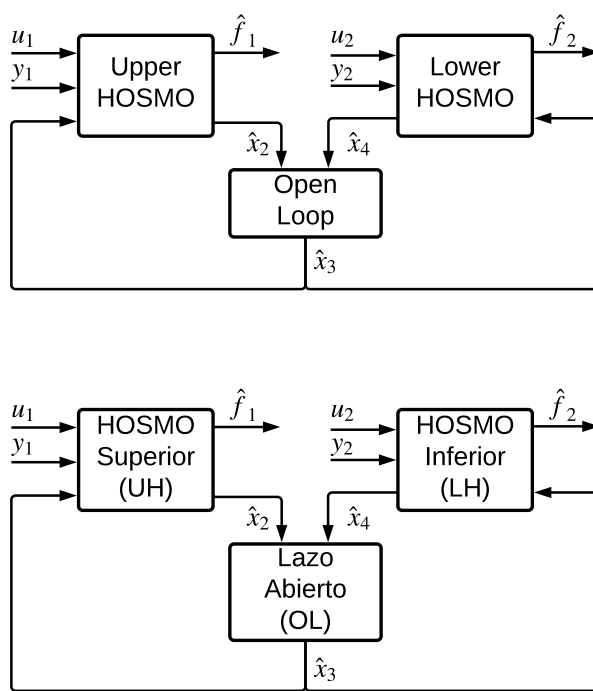 u₁
y₁
Upper
HOSMO
f̂₁
u₂
y₂
Lower
HOSMO
f̂₂
x̂₂
x̂₄
Open
Loop
x̂₃
u₁
y₁
HOSMO
Superior
(UH)
f̂₁
u₂
y₂
HOSMO
Inferior
(LH)
f̂₂
x̂₂
x̂₄
Lazo
Abierto
(OL)
x̂₃